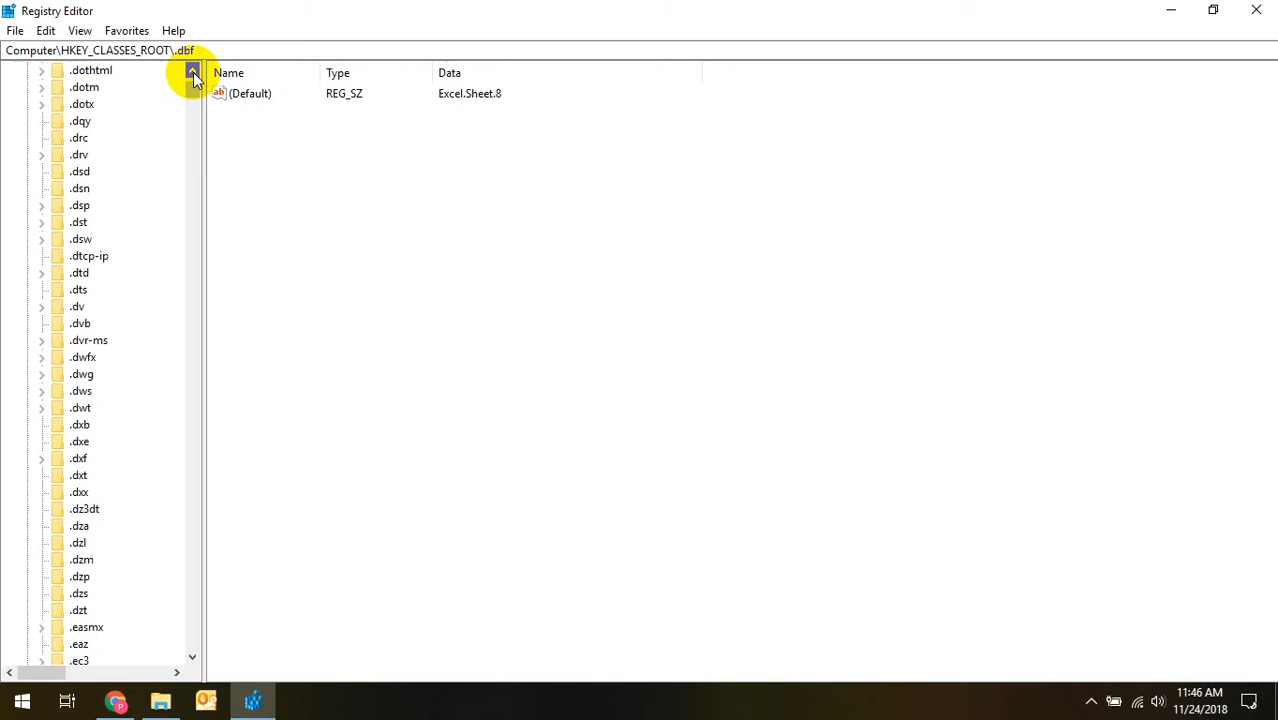 Registry Editor
File Edit View Favorites Help
Computer\HKEY_CLASSES_ROOT\.dbf
Name Type Data
ab (Default) REG_SZ Excel.Sheet.8
.dothtml
.dotm
.dotx
.dqy
.drc
.drv
.dsd
.dsn
.dsp
.dst
.dsw
.dtcp-ip
.dtd
.dts
.dv
.dvb
.dvr-ms
.dwfx
.dwg
.dws
.dwt
.dxb
.dxe
.dxf
.dxt
.dxx
.dz3dt
.dza
.dzl
.dzm
.dzp
.dzs
.dzt
.easmx
.eaz
.ec3
11:46 AM
11/24/2018